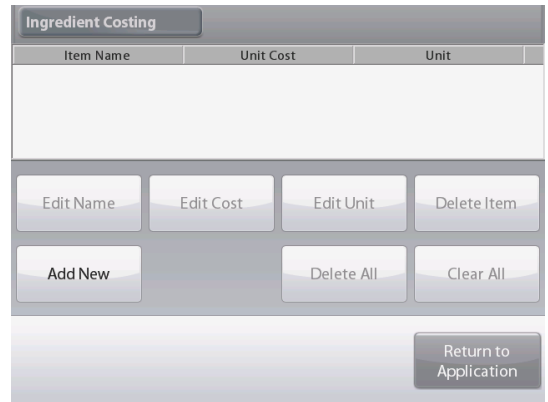 Ingredient Costing
Item Name Unit Cost Unit
Edit Name Edit Cost Edit Unit Delete Item
Add New Delete All Clear All
Return to
Application